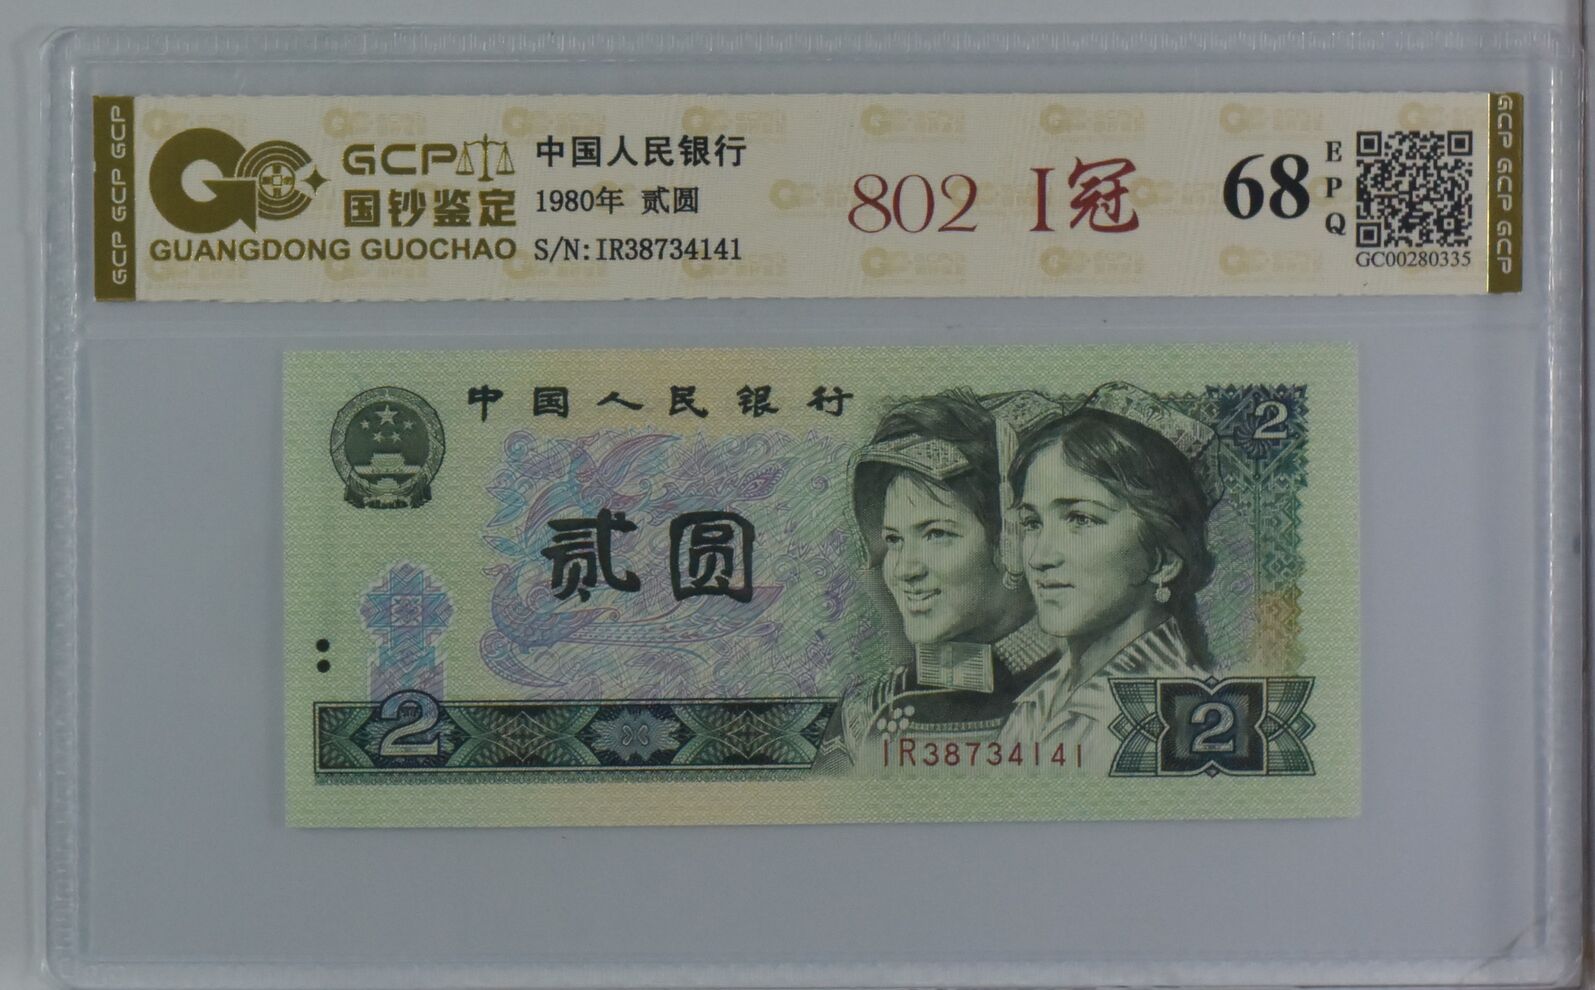 GCP GCP GCP
GCP
国钞鉴定
GUANGDONG GUOCHAO
中国人民银行
1980年 贰圆
S/N:IR38734141
802 I冠
68
EPQ
GC00280335
GCP GCP GCP
中国人民银行
2
贰圆
2
IR38734141
2